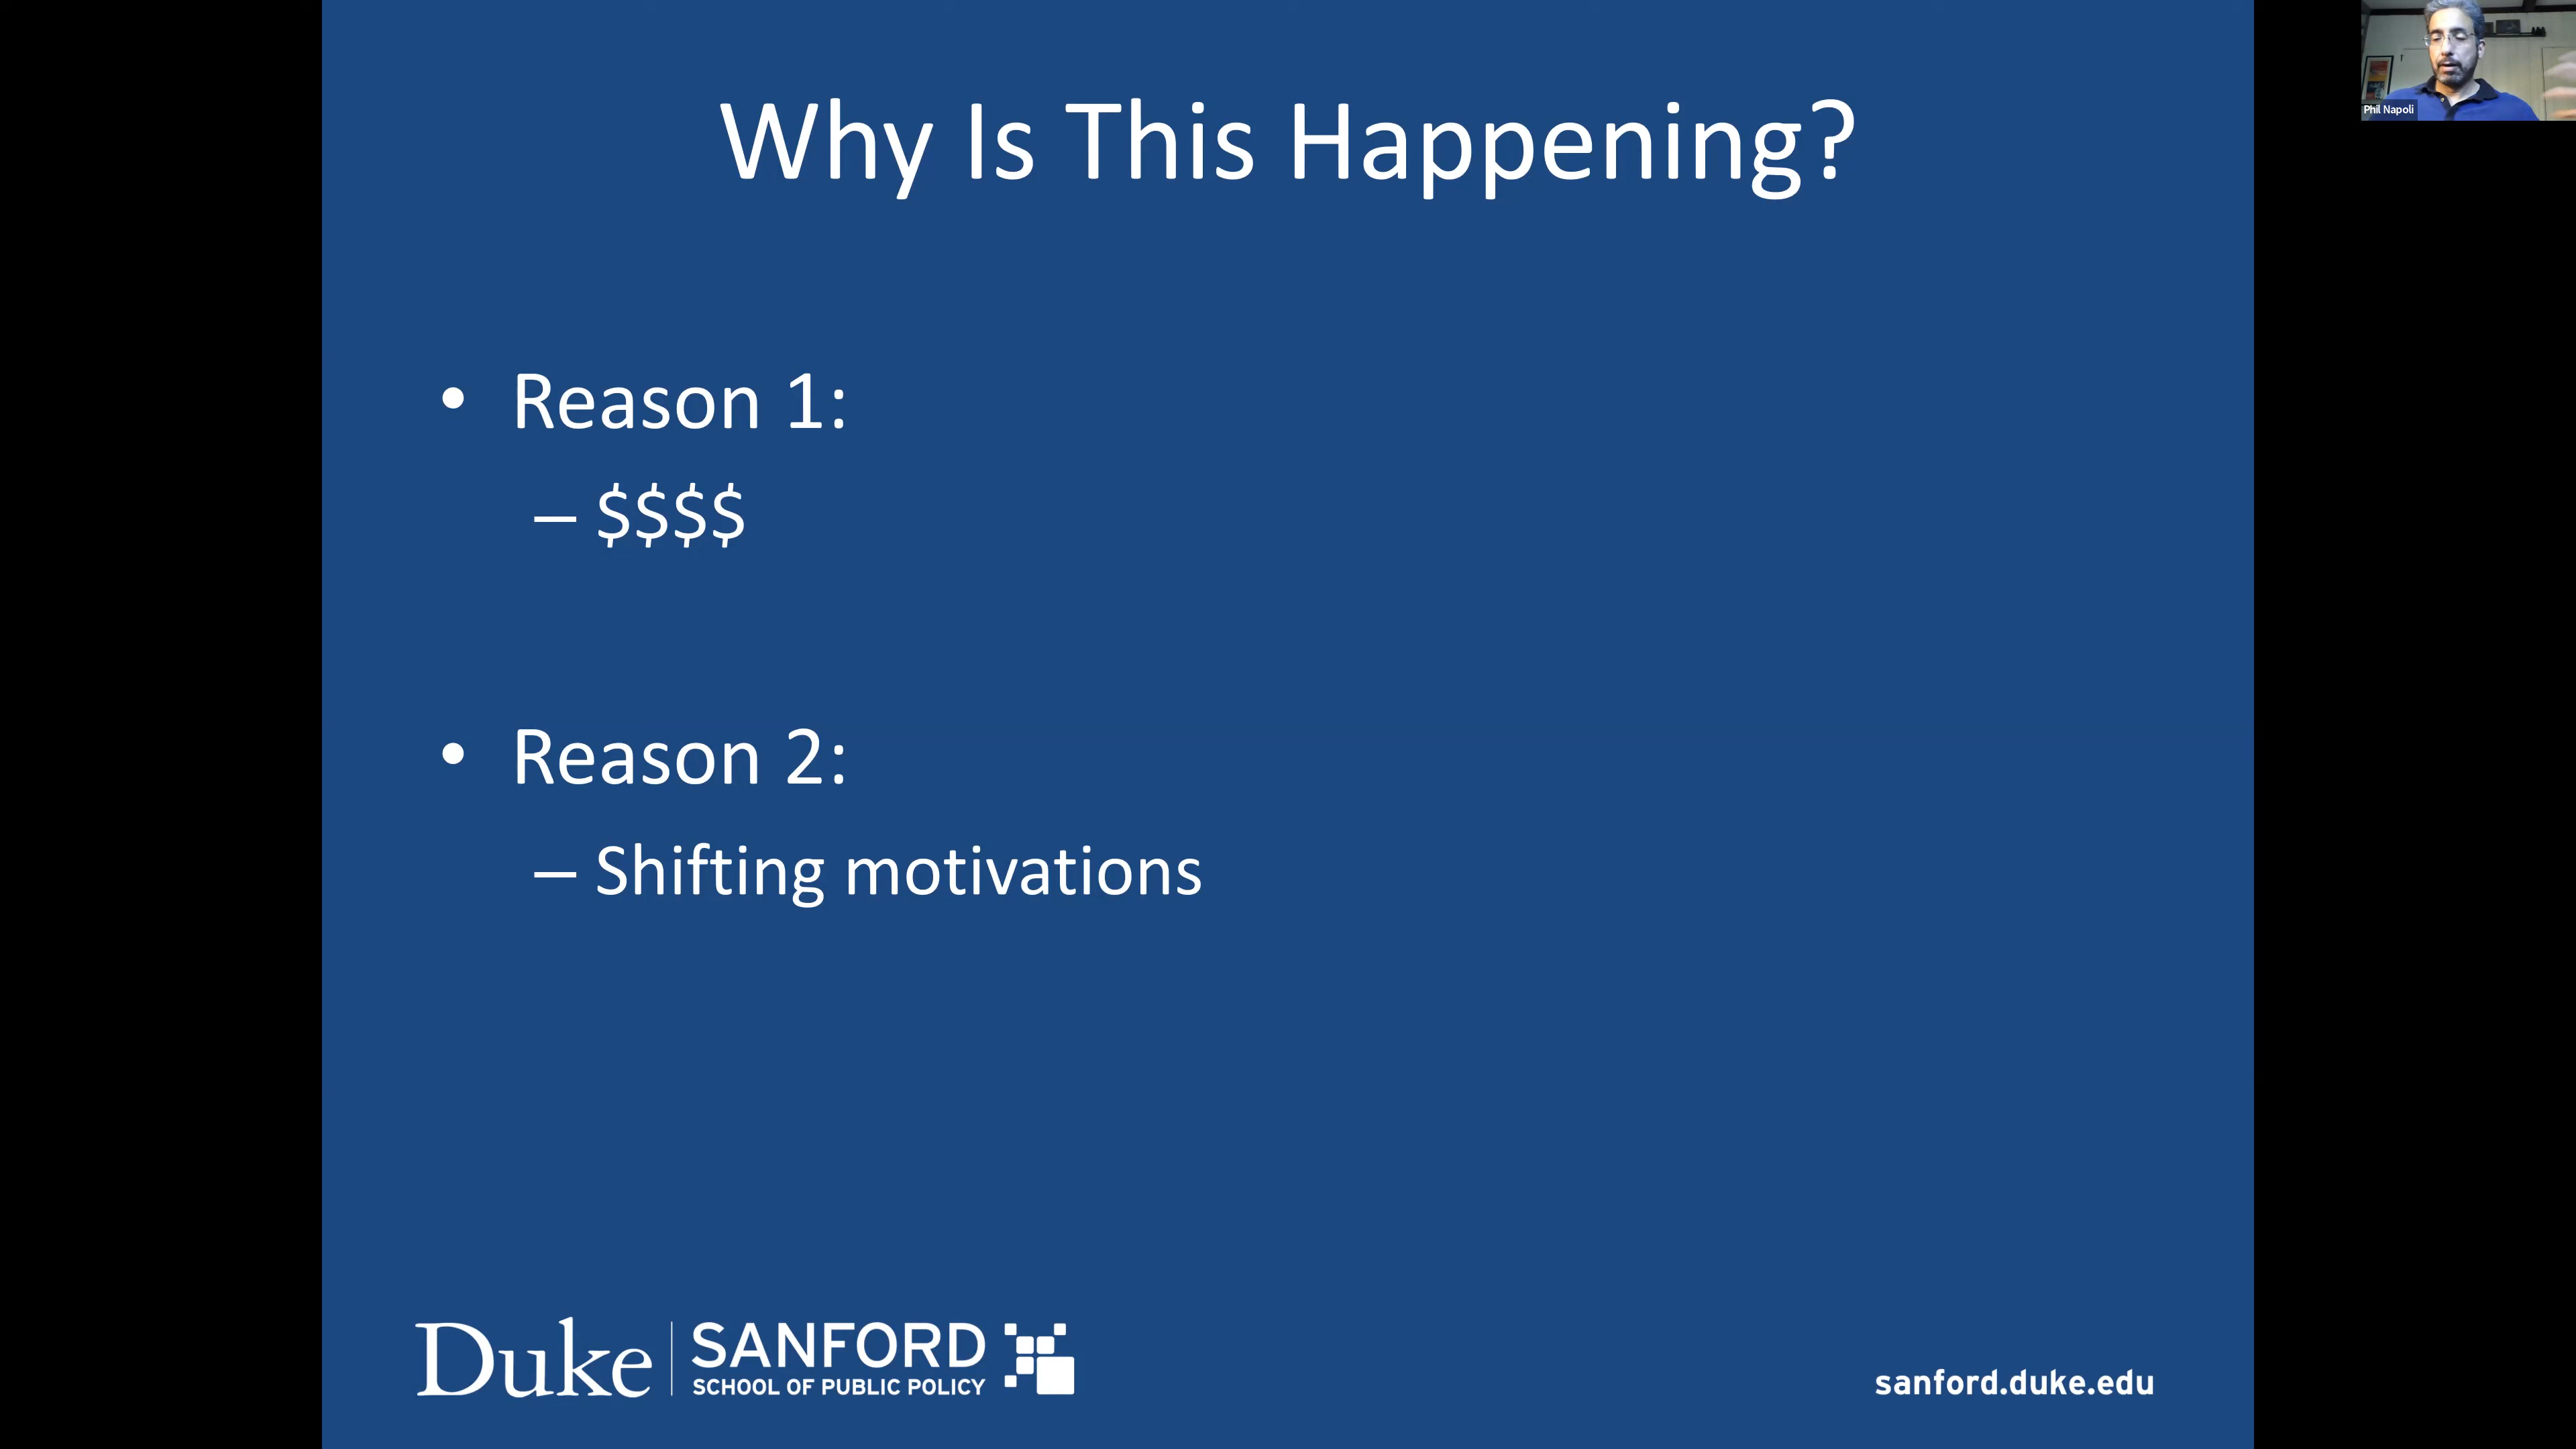 Why Is This Happening?
Phil Napoli
• Reason 1:
– $$$$
• Reason 2:
– Shifting motivations
Duke
SANFORD
SCHOOL OF PUBLIC POLICY
sanford.duke.edu